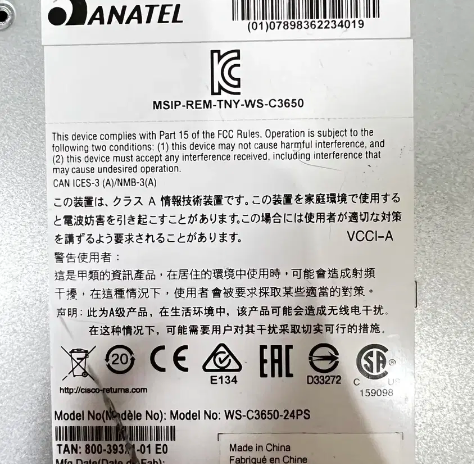 ANATEL
(01)07898362234019
MSIP-REM-TNY-WS-C3650
This device complies with Part 15 of the FCC Rules. Operation is subject to the
following two conditions: (1) this device may not cause harmful interference, and
(2) this device must accept any interference received, including interference that
may cause undesired operation.
CAN ICES-3 (A)/NMB-3(A)
この装置は、クラス A 情報技術装置です。この装置を家庭環境で使用する
と電波妨害を引き起こすことがあります。この場合には使用者が適切な対策
を講ずるよう要求されることがあります。 VCCI-A
警告使用者：
這是甲類的資訊產品，在居住的環境中使用時，可能會造成射頻
干擾，在這種情況下，使用者會被要求採取某些適當的對策。
声明：此为A级产品，在生活环境中，该产品可能会造成无线电干扰。
在这种情况下，可能需要用户对其干扰采取切实可行的措施。
20 CE EAC SA
E134 D33272 C US
159098
http://cisco-returns.com
Model No(Modèle No): Model No: WS-C3650-24PS
TAN: 800-393 -01 E0
Made in China
Mfg Date(Date de Fab):
Fabriqué en Chine